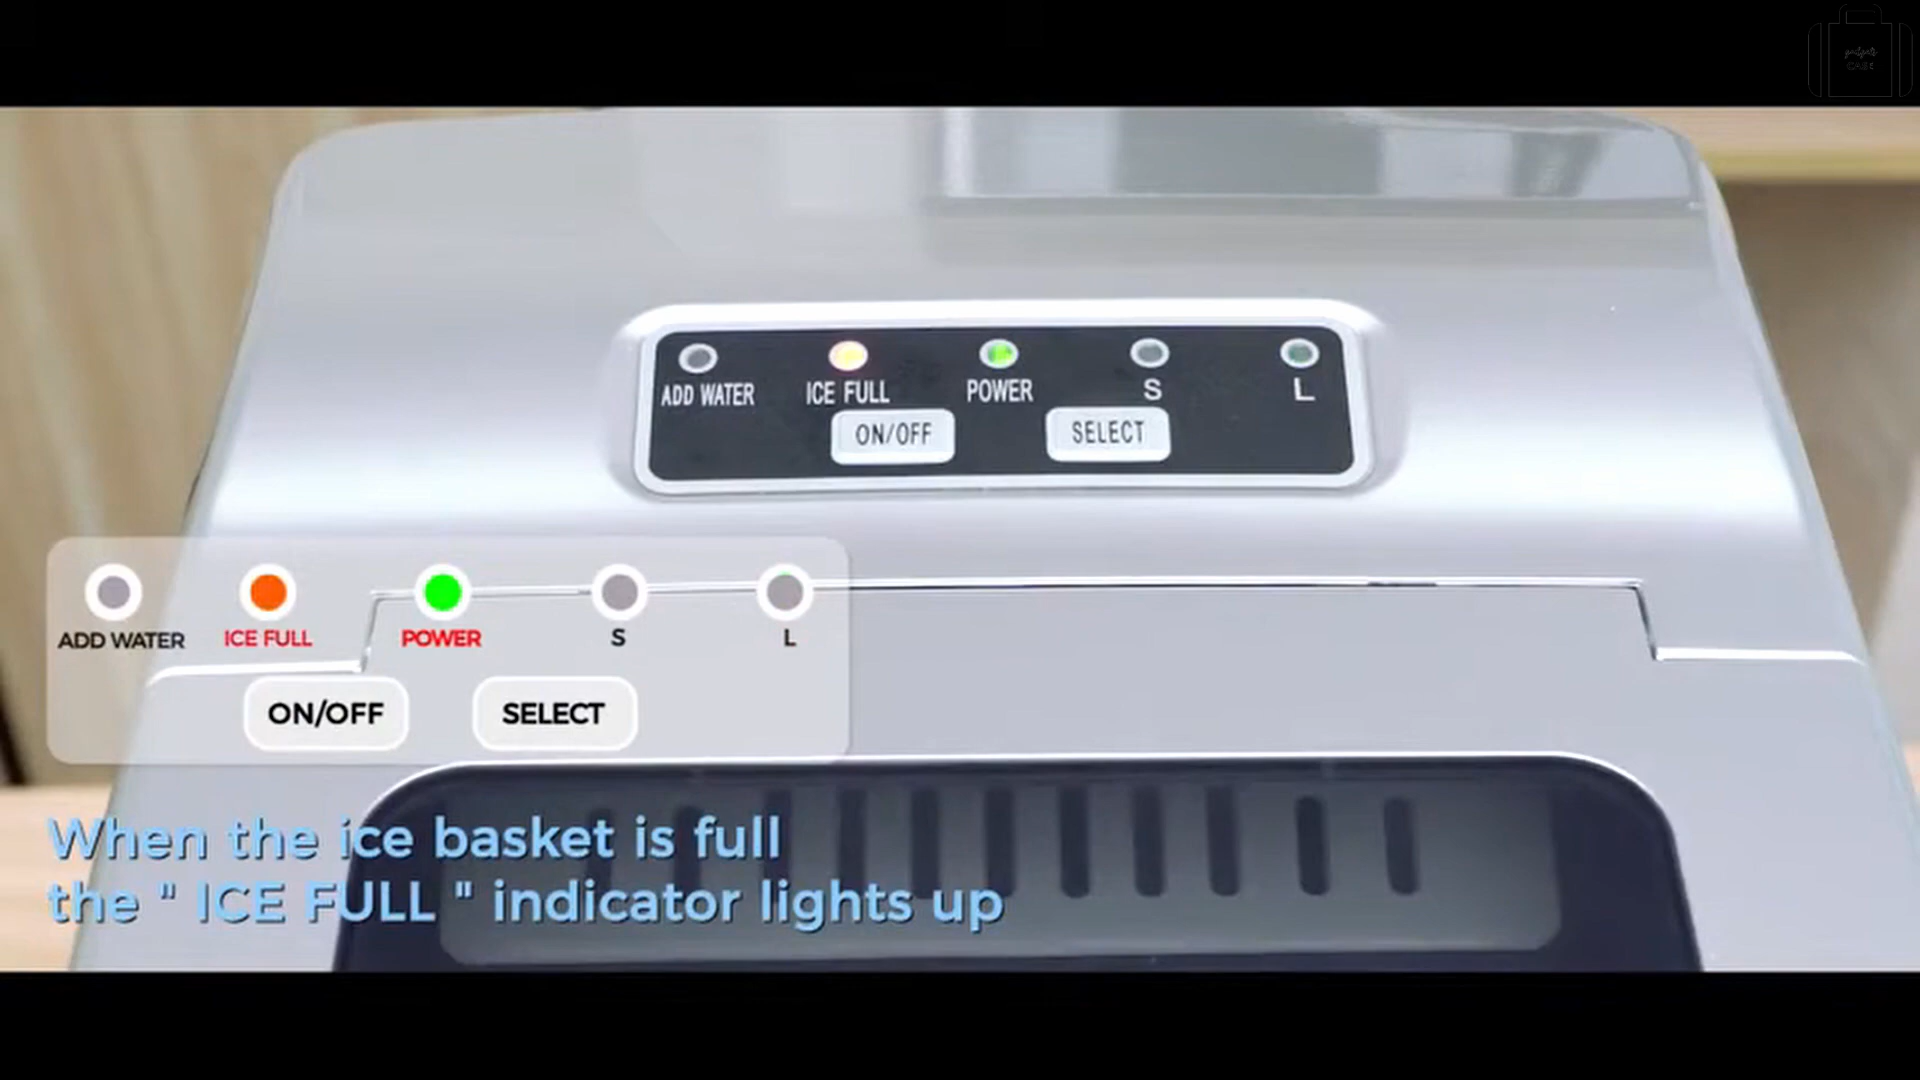 ADD WATER ICE FULL POWER S L
ON/OFF SELECT
ADD WATER ICE FULL POWER S L
ON/OFF SELECT
When the ice basket is full
the " ICE FULL " indicator lights up